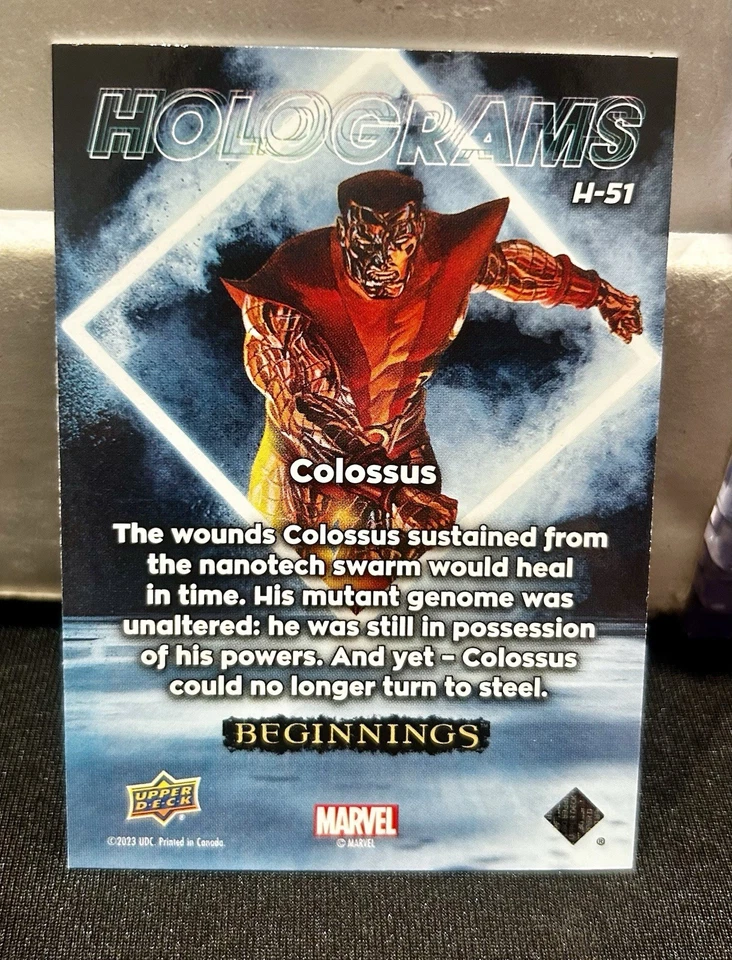 HOLOGRAMS
H-51
Colossus
The wounds Colossus sustained from
the nanotech swarm would heal
in time. His mutant genome was
unaltered: he was still in possession
of his powers. And yet – Colossus
could no longer turn to steel.
BEGINNINGS
UPPER
D·E·C·K
®
MARVEL
©2023 UDC. Printed in Canada.
© MARVEL
®